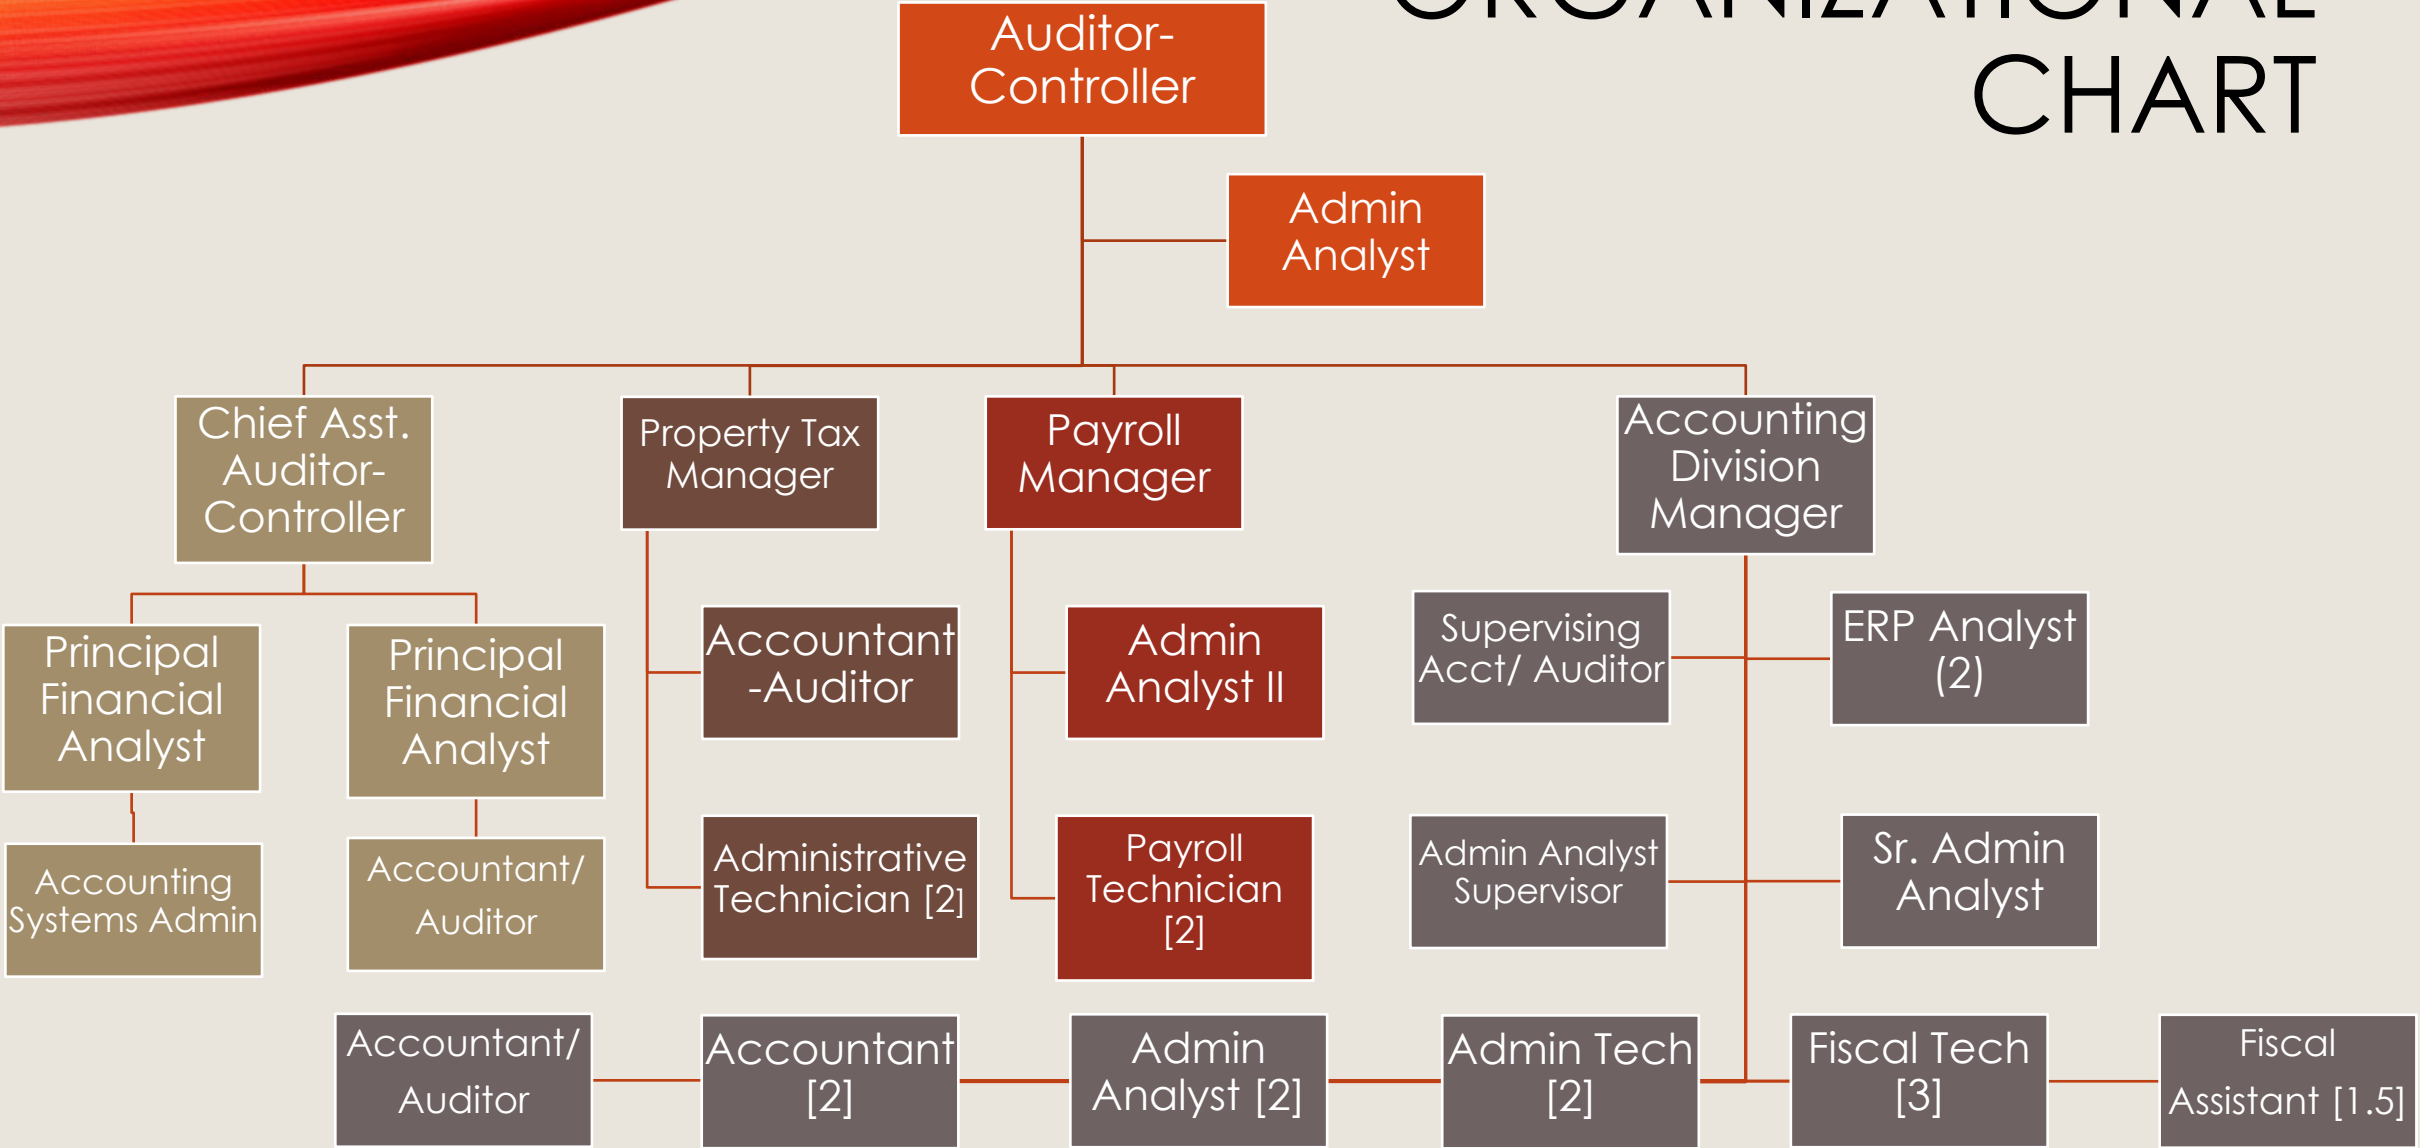 ORGANIZATIONAL
CHART
Auditor-
Controller
Admin
Analyst
Chief Asst.
Auditor-
Controller
Property Tax
Manager
Payroll
Manager
Accounting
Division
Manager
Principal
Financial
Analyst
Principal
Financial
Analyst
Accountant
-Auditor
Admin
Analyst II
Supervising
Acct/ Auditor
ERP Analyst
(2)
Accounting
Systems Admin
Accountant/
Auditor
Administrative
Technician [2]
Payroll
Technician
[2]
Admin Analyst
Supervisor
Sr. Admin
Analyst
Accountant/
Auditor
Accountant
[2]
Admin
Analyst [2]
Admin Tech
[2]
Fiscal Tech
[3]
Fiscal
Assistant [1.5]